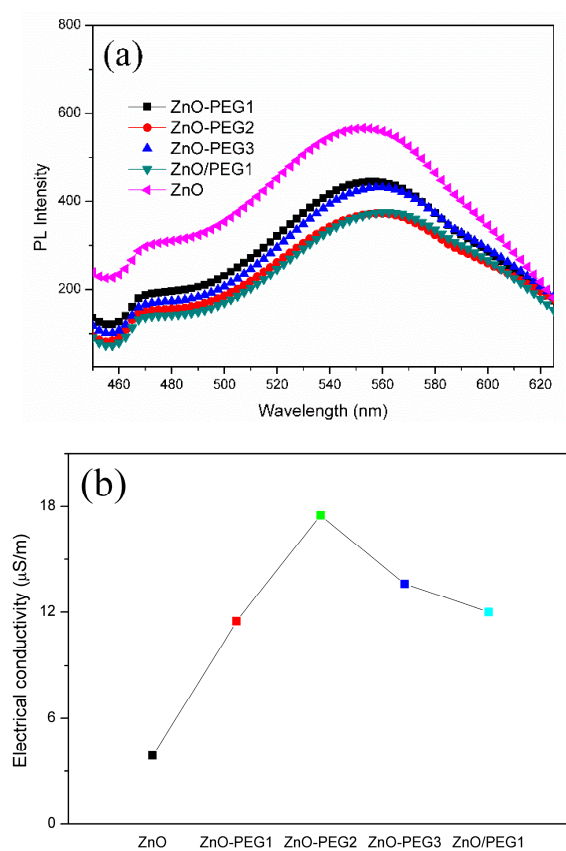 (a)
800
600
400
200
PL Intensity
ZnO-PEG1
ZnO-PEG2
ZnO-PEG3
ZnO/PEG1
ZnO
460 480 500 520 540 560 580 600 620
Wavelength (nm)
(b)
18
12
6
0
Electrical conductivity (μS/m)
ZnO ZnO-PEG1 ZnO-PEG2 ZnO-PEG3 ZnO/PEG1